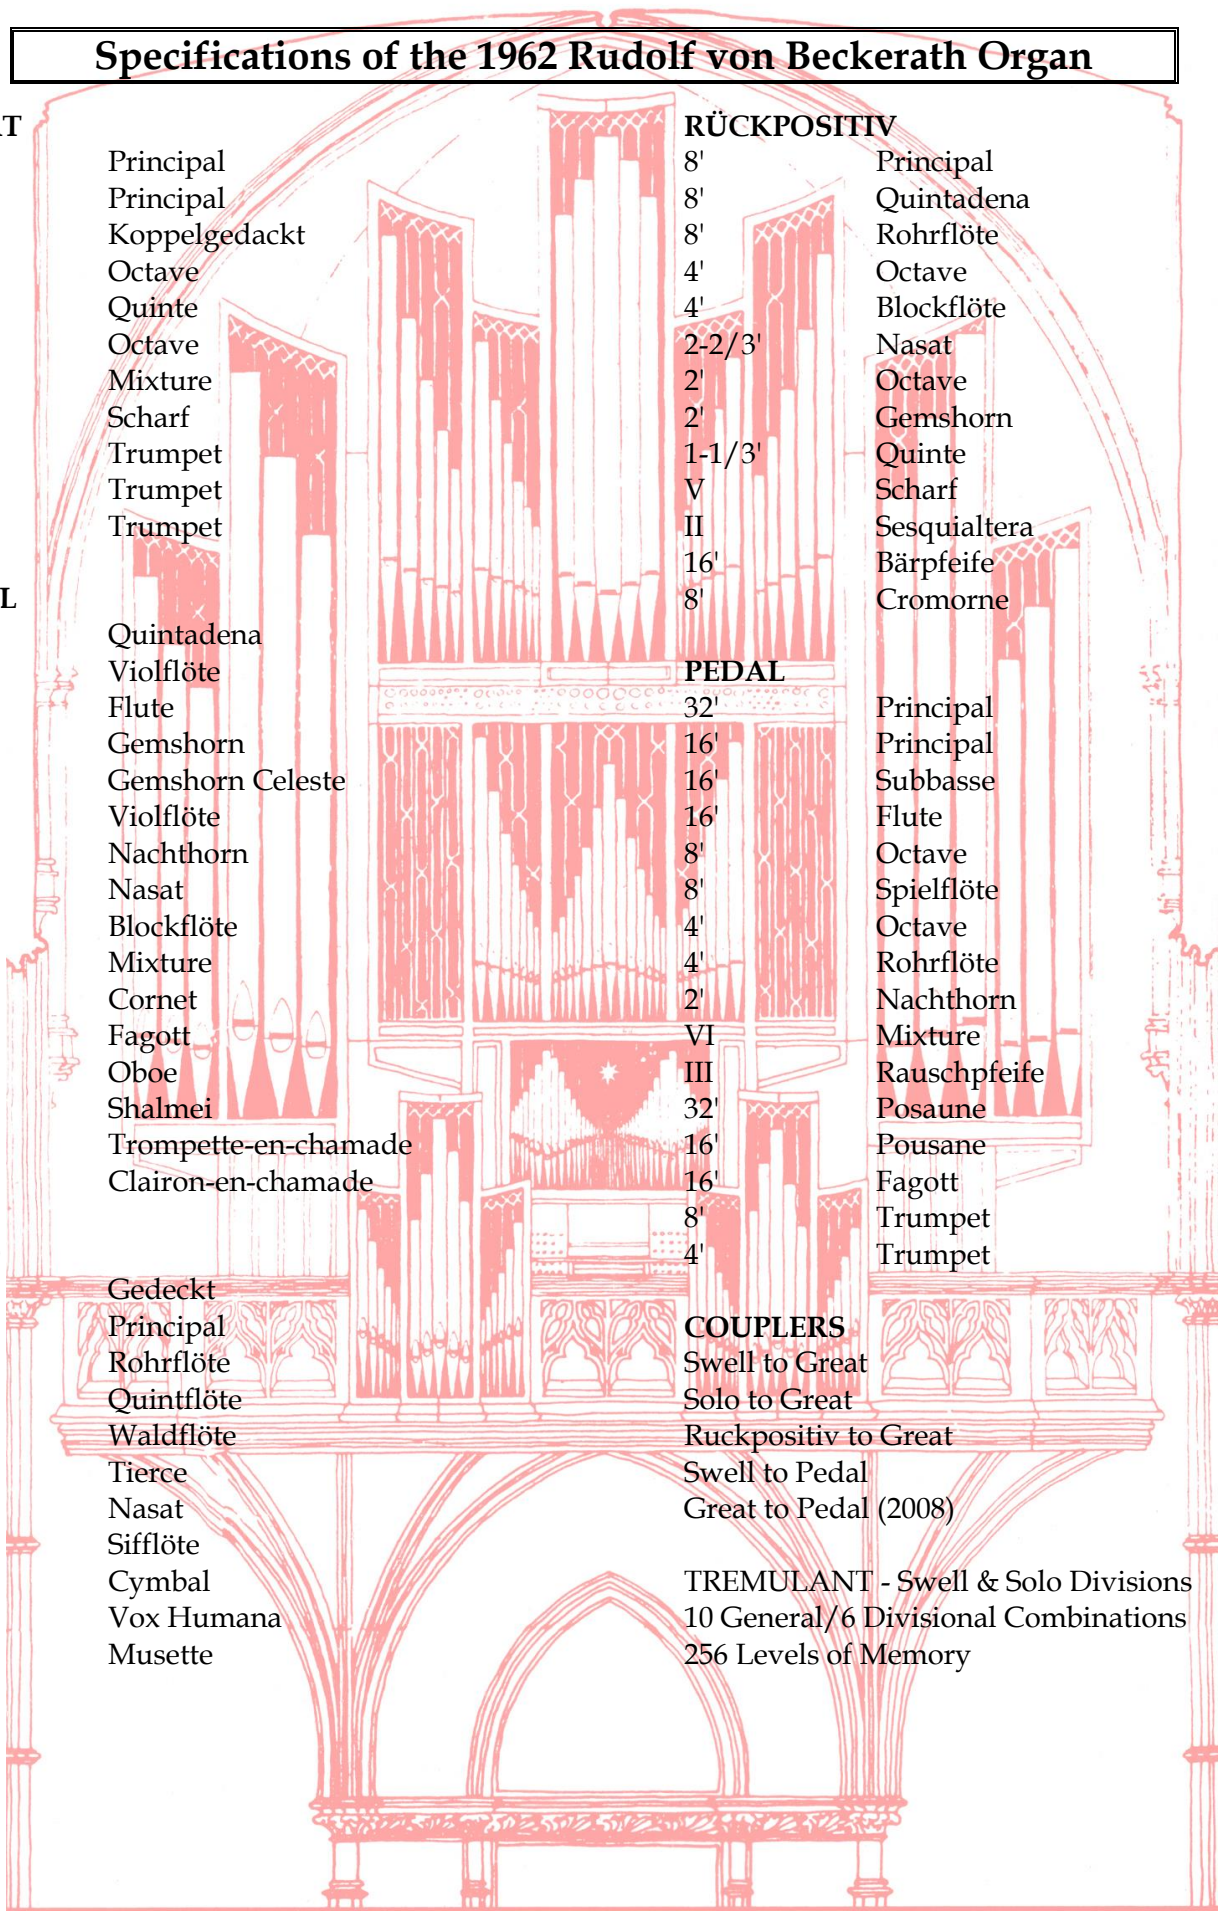 Specifications of the 1962 Rudolf von Beckerath Organ
Principal
Principal
Koppelgedackt
Octave
Quinte
Octave
Mixture
Scharf
Trumpet
Trumpet
Trumpet
L
Quintadena
Violflöte
Flute
Gemshorn
Gemshorn Celeste
Violflöte
Nachthorn
Nasat
Blockflöte
Mixture
Cornet
Fagott
Oboe
Shalmei
Trompette-en-chamade
Clairon-en-chamade
Gedeckt
Principal
Rohrflöte
Quintflöte
Waldflöte
Tierce
Nasat
Sifflöte
Cymbal
Vox Humana
Musette
RÜCKPOSITIV
8' Principal
8' Quintadena
8' Rohrflöte
4' Octave
4' Blockflöte
2-2/3' Nasat
2' Octave
2' Gemshorn
1-1/3' Quinte
V Scharf
II Sesquialtera
16' Bärpfeife
8' Cromorne
PEDAL
32' Principal
16' Principal
16' Subbasse
16' Flute
8' Octave
8' Spielflöte
4' Octave
4' Rohrflöte
2' Nachthorn
VI Mixture
III Rauschpfeife
32' Posaune
16' Pousane
16' Fagott
8' Trumpet
4' Trumpet
COUPLERS
Swell to Great
Solo to Great
Ruckpositiv to Great
Swell to Pedal
Great to Pedal (2008)
TREMULANT - Swell & Solo Divisions
10 General/6 Divisional Combinations
256 Levels of Memory